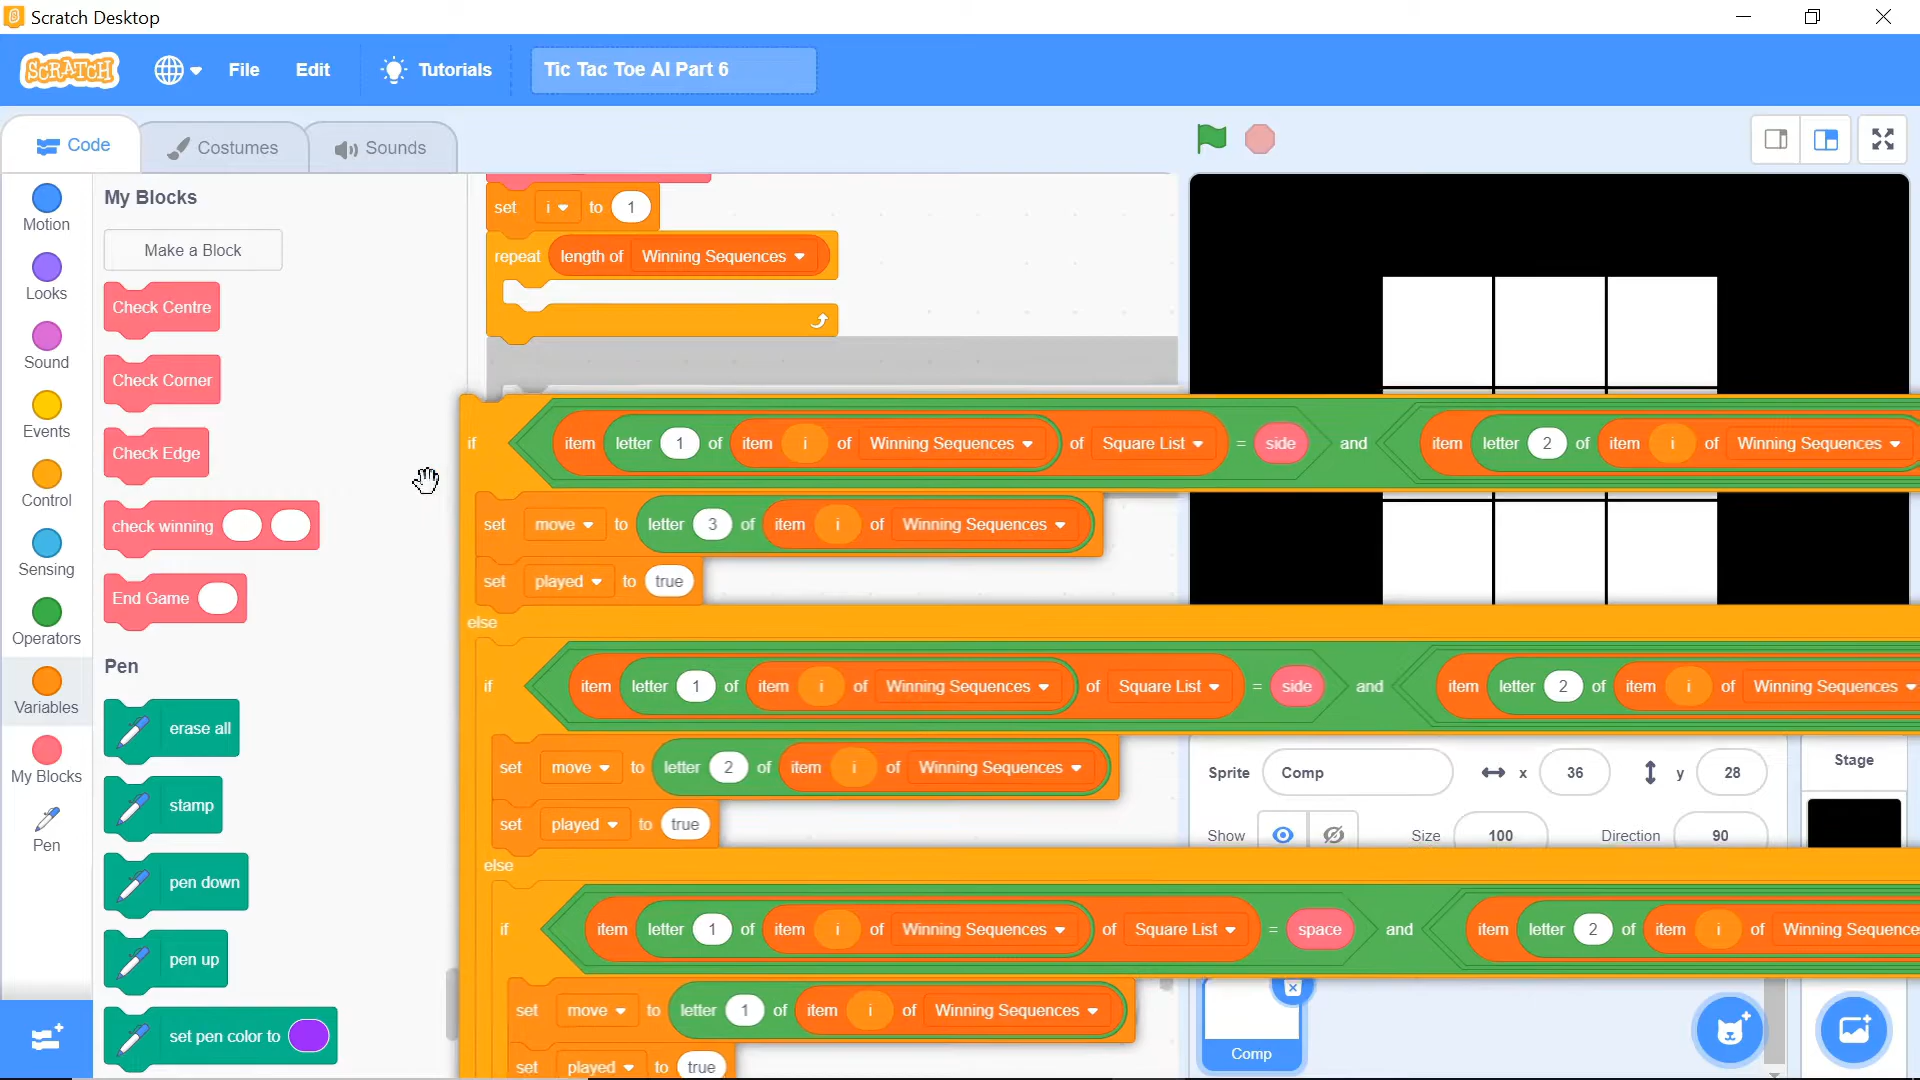 Scratch Desktop
SCRATCH File Edit Tutorials Tic Tac Toe AI Part 6
Code Costumes Sounds
Motion
Looks
Sound
Events
Control
Sensing
Operators
Variables
My Blocks
Pen
My Blocks
Make a Block
Check Centre
Check Corner
Check Edge
check winning
End Game
Pen
erase all
stamp
pen down
pen up
set pen color to
set i to 1
repeat length of Winning Sequences
if item letter 1 of item i of Winning Sequences of Square List = side and item letter 2 of item i of Winning Sequences
set move to letter 3 of item i of Winning Sequences
set played to true
else
if item letter 1 of item i of Winning Sequences of Square List = side and item letter 2 of item i of Winning Sequences
set move to letter 2 of item i of Winning Sequences
set played to true
else
if item letter 1 of item i of Winning Sequences of Square List = space and item letter 2 of item i of Winning Sequence
set move to letter 1 of item i of Winning Sequences
set played to true
Sprite Comp x 36 y 28
Show Size 100 Direction 90
Stage
Comp